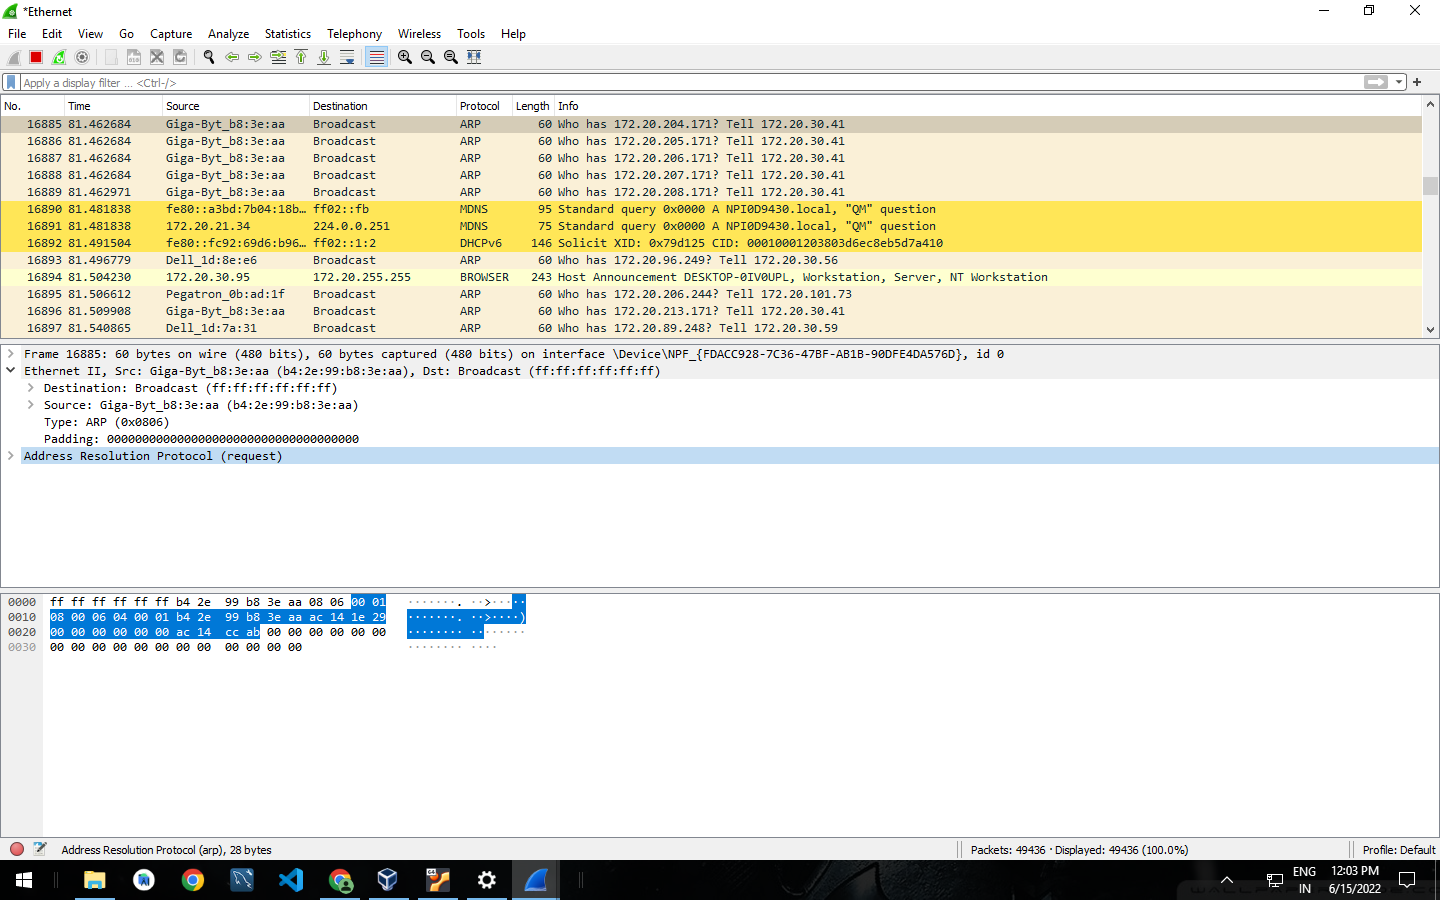 *Ethernet
File Edit View Go Capture Analyze Statistics Telephony Wireless Tools Help
Apply a display filter ... <Ctrl-/>
No. Time Source Destination Protocol Length Info
16885 81.462684 Giga-Byt_b8:3e:aa Broadcast ARP 60 Who has 172.20.204.171? Tell 172.20.30.41
16886 81.462684 Giga-Byt_b8:3e:aa Broadcast ARP 60 Who has 172.20.205.171? Tell 172.20.30.41
16887 81.462684 Giga-Byt_b8:3e:aa Broadcast ARP 60 Who has 172.20.206.171? Tell 172.20.30.41
16888 81.462684 Giga-Byt_b8:3e:aa Broadcast ARP 60 Who has 172.20.207.171? Tell 172.20.30.41
16889 81.462971 Giga-Byt_b8:3e:aa Broadcast ARP 60 Who has 172.20.208.171? Tell 172.20.30.41
16890 81.481838 fe80::a3bd:7b04:18b… ff02::fb MDNS 95 Standard query 0x0000 A NPI0D9430.local, "QM" question
16891 81.481838 172.20.21.34 224.0.0.251 MDNS 75 Standard query 0x0000 A NPI0D9430.local, "QM" question
16892 81.491504 fe80::fc92:69d6:b96… ff02::1:2 DHCPv6 146 Solicit XID: 0x79d125 CID: 00010001203803d6ec8eb5d7a410
16893 81.496779 Dell_1d:8e:e6 Broadcast ARP 60 Who has 172.20.96.249? Tell 172.20.30.56
16894 81.504230 172.20.30.95 172.20.255.255 BROWSER 243 Host Announcement DESKTOP-0IV0UPL, Workstation, Server, NT Workstation
16895 81.506612 Pegatron_0b:ad:1f Broadcast ARP 60 Who has 172.20.206.244? Tell 172.20.101.73
16896 81.509908 Giga-Byt_b8:3e:aa Broadcast ARP 60 Who has 172.20.213.171? Tell 172.20.30.41
16897 81.540865 Dell_1d:7a:31 Broadcast ARP 60 Who has 172.20.89.248? Tell 172.20.30.59
Frame 16885: 60 bytes on wire (480 bits), 60 bytes captured (480 bits) on interface \Device\NPF_{FDACC928-7C36-47BF-AB1B-90DFE4DA576D}, id 0
Ethernet II, Src: Giga-Byt_b8:3e:aa (b4:2e:99:b8:3e:aa), Dst: Broadcast (ff:ff:ff:ff:ff:ff)
Destination: Broadcast (ff:ff:ff:ff:ff:ff)
Source: Giga-Byt_b8:3e:aa (b4:2e:99:b8:3e:aa)
Type: ARP (0x0806)
Padding: 000000000000000000000000000000000000
Address Resolution Protocol (request)
0000 ff ff ff ff ff ff b4 2e 99 b8 3e aa 08 06 00 01 ·······. ··>·····
0010 08 00 06 04 00 01 b4 2e 99 b8 3e aa ac 14 1e 29 ·······. ··>····)
0020 00 00 00 00 00 00 ac 14 cc ab 00 00 00 00 00 00 ········ ········
0030 00 00 00 00 00 00 00 00 00 00 00 00 ········ ····
Address Resolution Protocol (arp), 28 bytes
Packets: 49436 · Displayed: 49436 (100.0%)
Profile: Default
ENG
IN
12:03 PM
6/15/2022